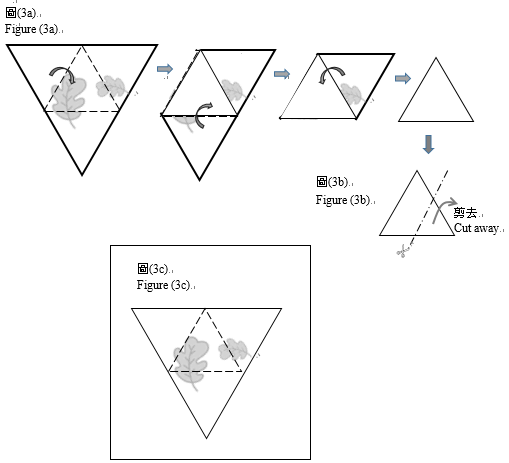 圖(3a).
Figure (3a).
圖(3b).
Figure (3b).
剪去.
Cut away.
圖(3c).
Figure (3c).